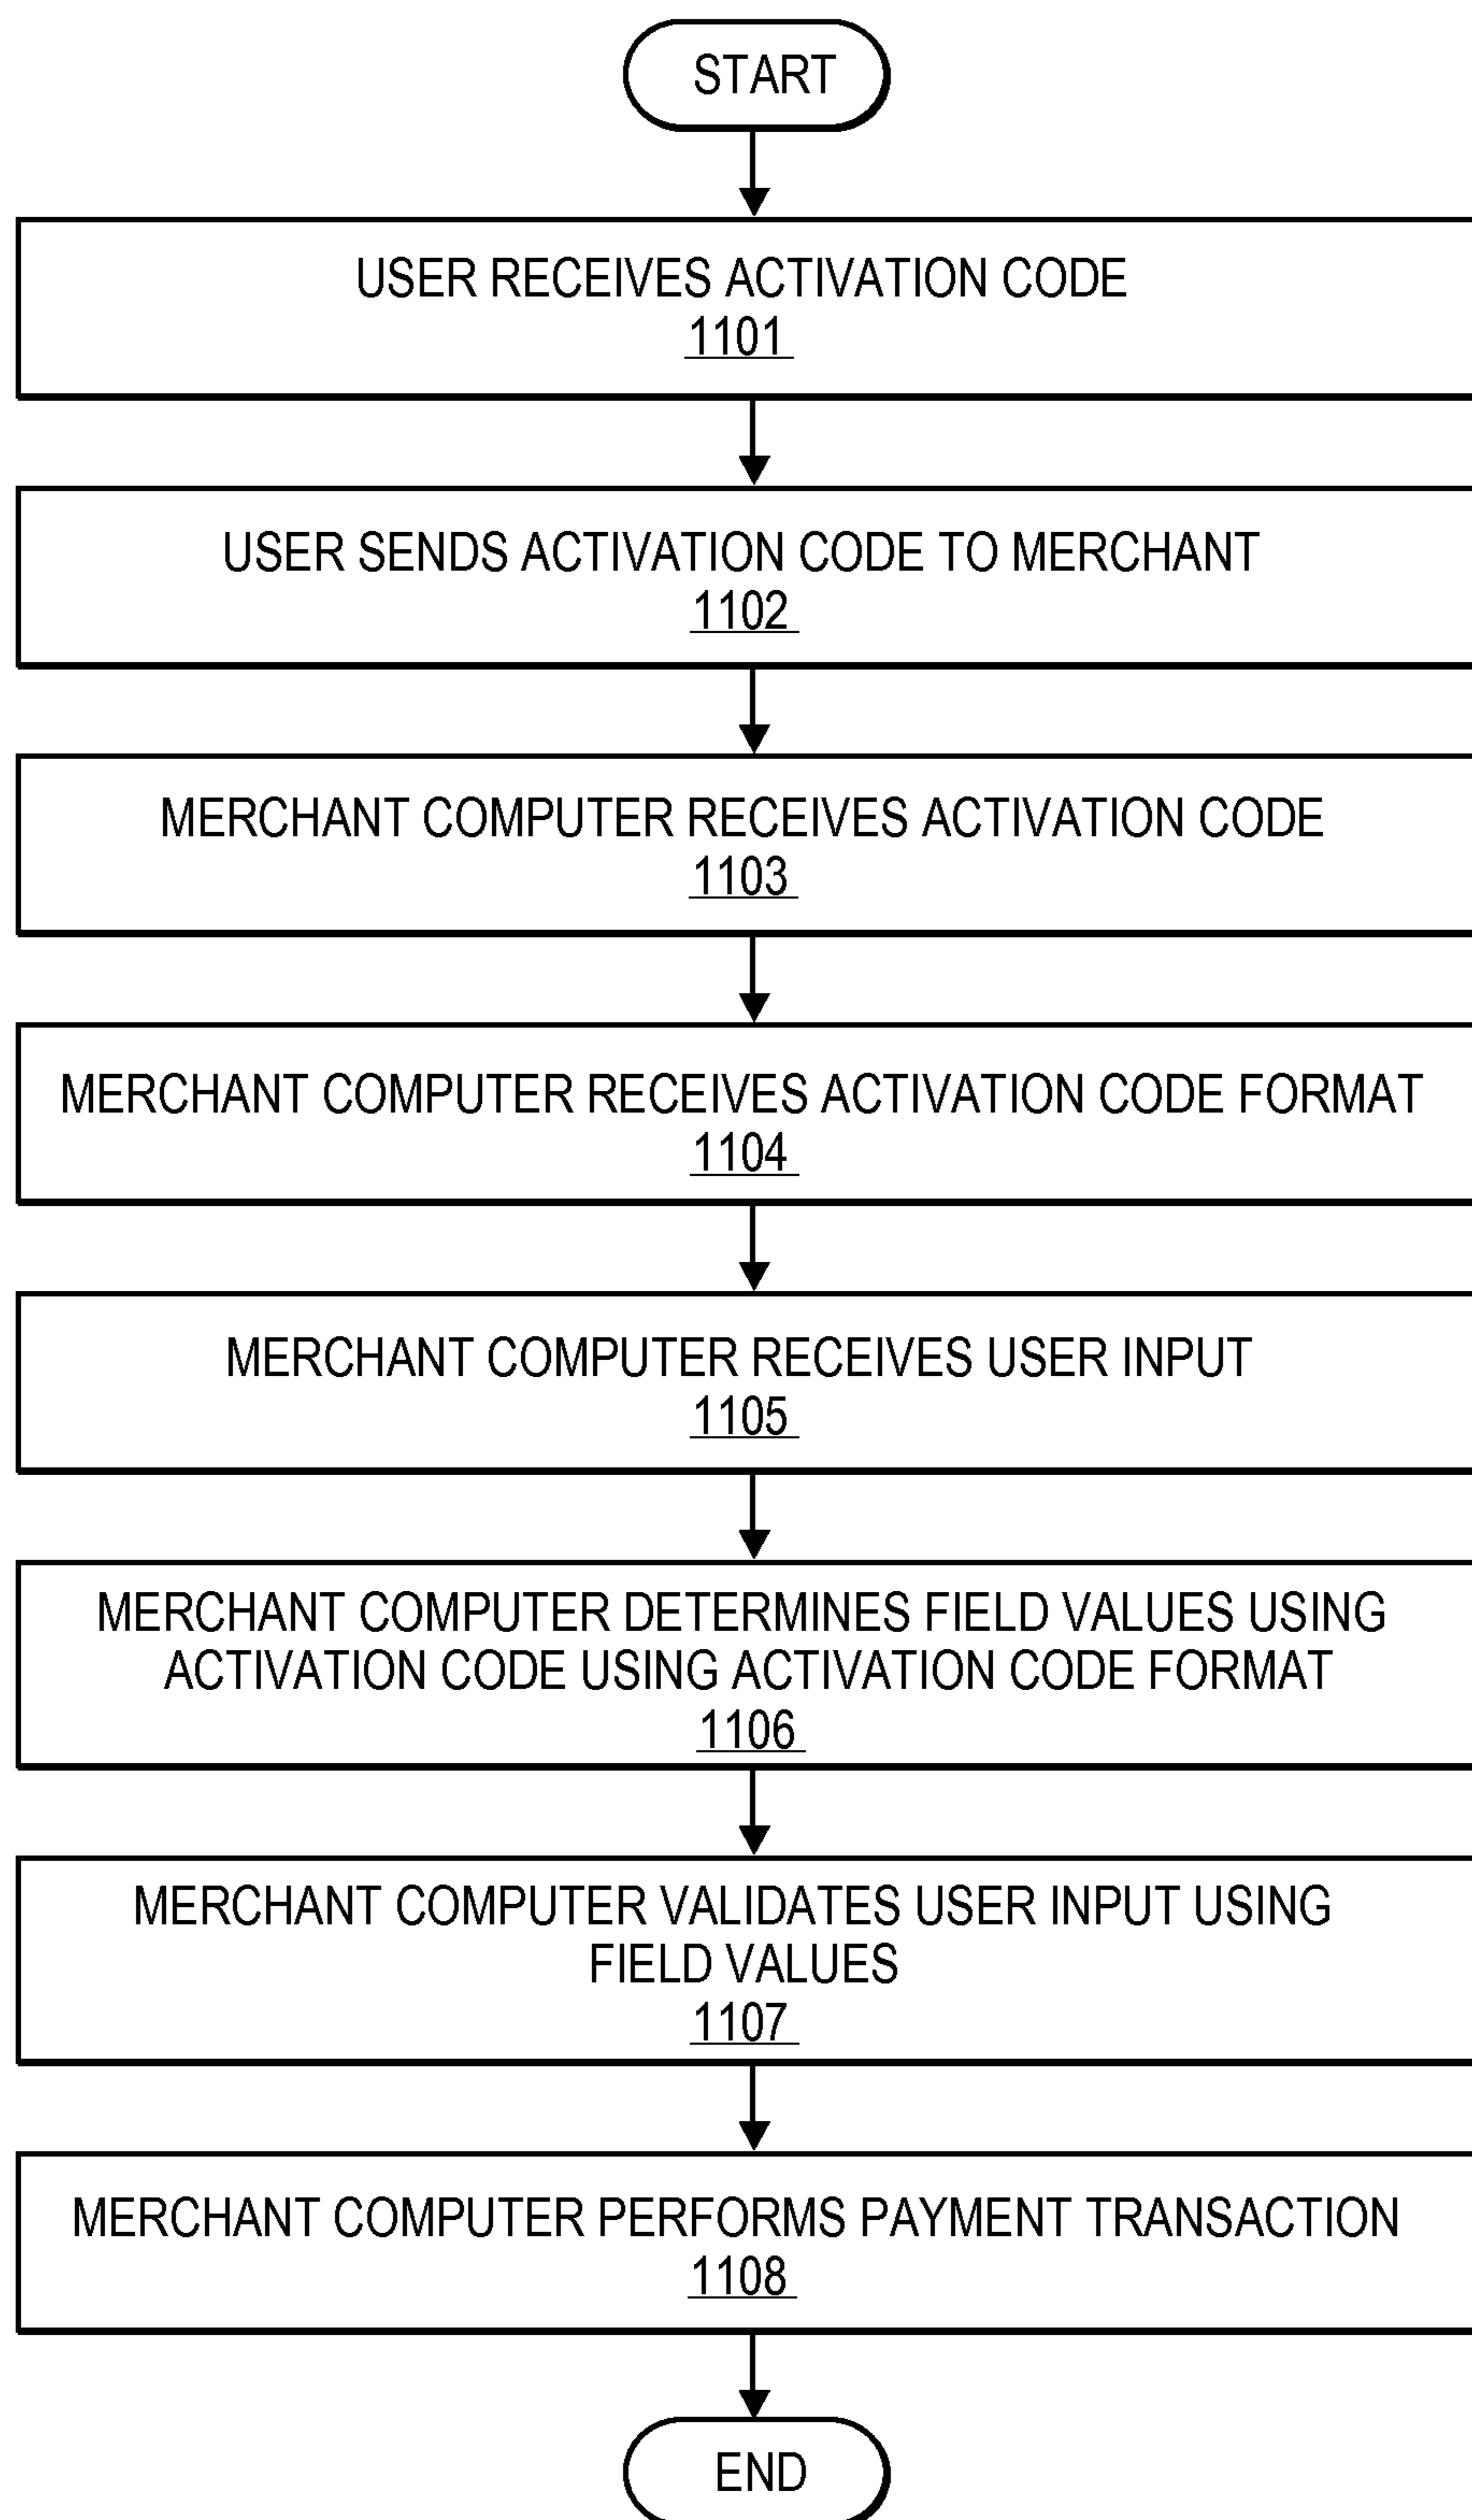 START
USER RECEIVES ACTIVATION CODE
1101
USER SENDS ACTIVATION CODE TO MERCHANT
1102
MERCHANT COMPUTER RECEIVES ACTIVATION CODE
1103
MERCHANT COMPUTER RECEIVES ACTIVATION CODE FORMAT
1104
MERCHANT COMPUTER RECEIVES USER INPUT
1105
MERCHANT COMPUTER DETERMINES FIELD VALUES USING
ACTIVATION CODE USING ACTIVATION CODE FORMAT
1106
MERCHANT COMPUTER VALIDATES USER INPUT USING
FIELD VALUES
1107
MERCHANT COMPUTER PERFORMS PAYMENT TRANSACTION
1108
END